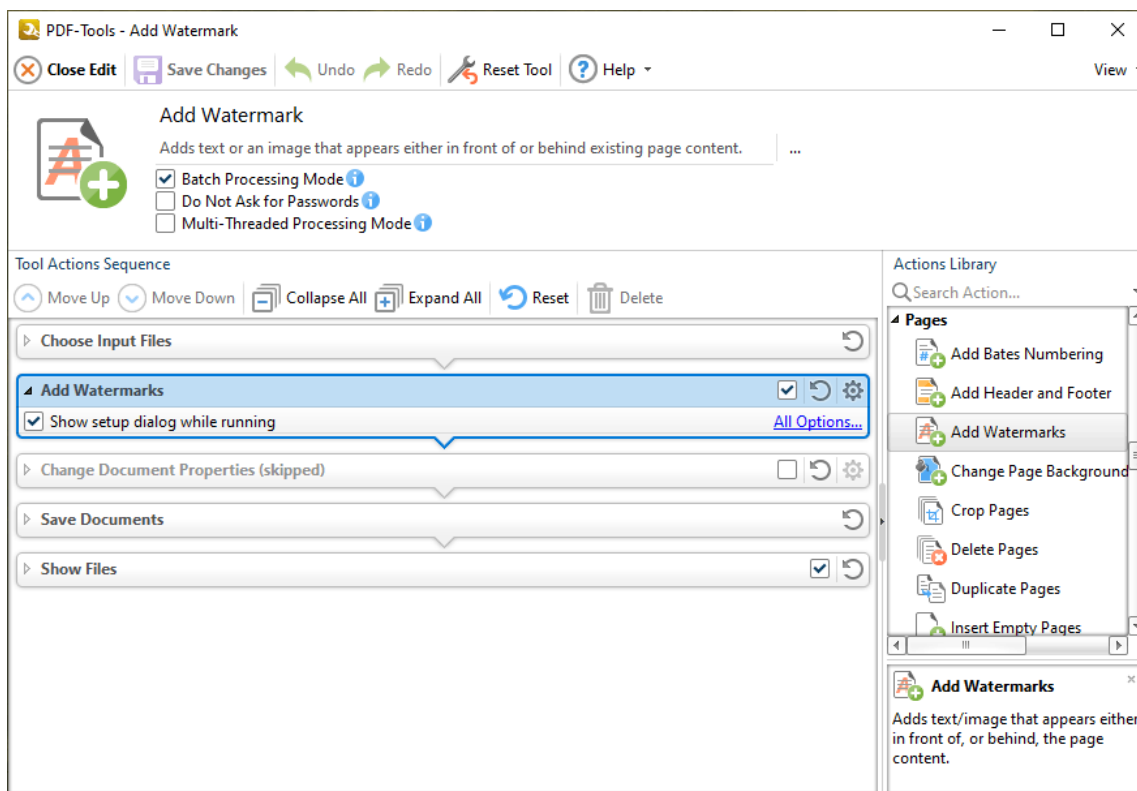 PDF-Tools - Add Watermark
Close Edit Save Changes Undo Redo Reset Tool ? Help View
Add Watermark
Adds text or an image that appears either in front of or behind existing page content. ...
Batch Processing Mode i
Do Not Ask for Passwords i
Multi-Threaded Processing Mode i
Tool Actions Sequence
Move Up Move Down Collapse All Expand All Reset Delete
Choose Input Files
Add Watermarks
Show setup dialog while running All Options...
Change Document Properties (skipped)
Save Documents
Show Files
Actions Library
Search Action...
Pages
Add Bates Numbering
Add Header and Footer
Add Watermarks
Change Page Background
Crop Pages
Delete Pages
Duplicate Pages
Insert Empty Pages
Add Watermarks
Adds text/image that appears either
in front of, or behind, the page
content.